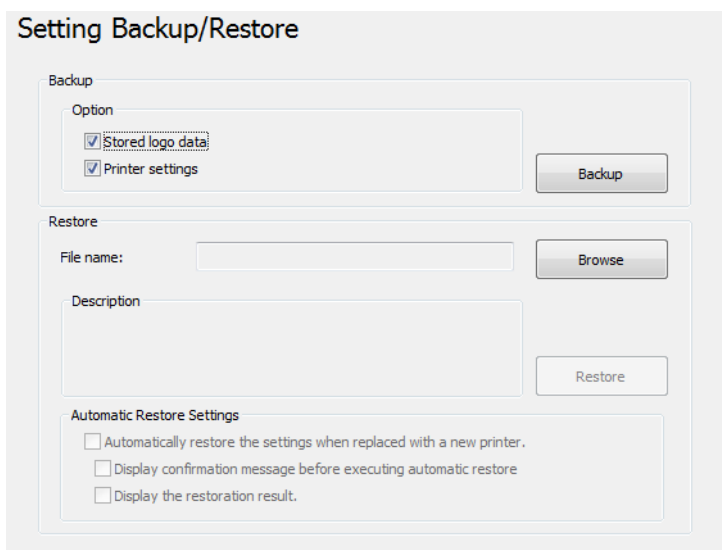 Setting Backup/Restore
Backup
Option
Stored logo data
Printer settings
Backup
Restore
File name:
Browse
Description
Restore
Automatic Restore Settings
Automatically restore the settings when replaced with a new printer.
Display confirmation message before executing automatic restore
Display the restoration result.